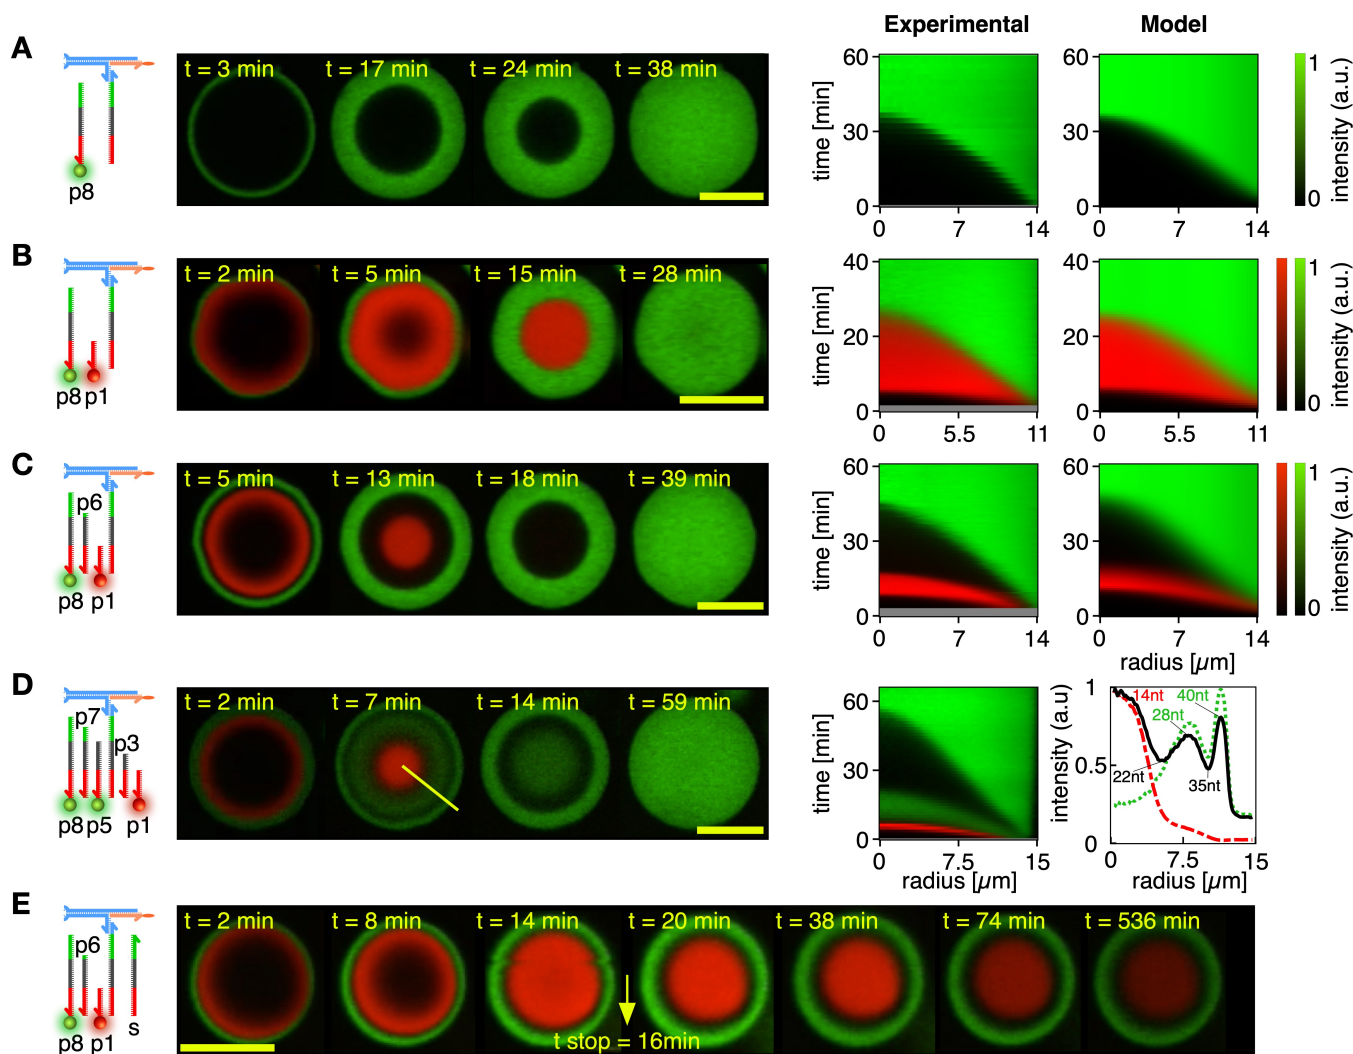 Experimental Model
A
p8
t = 3 min t = 17 min t = 24 min t = 38 min
time [min]
60
30
0
0 7 14
60
30
0
0 7 14
1
0
intensity (a.u.)
B
p8 p1
t = 2 min t = 5 min t = 15 min t = 28 min
time [min]
40
20
0
0 5.5 11
40
20
0
0 5.5 11
1
0
intensity (a.u.)
C
p6
p8 p1
t = 5 min t = 13 min t = 18 min t = 39 min
time [min]
60
30
0
0 7 14
60
30
0
0 7 14
radius [µm]
1
0
intensity (a.u.)
D
p7
p3
p8 p5 p1
t = 2 min t = 7 min t = 14 min t = 59 min
time [min]
60
30
0
0 7.5 15
radius [µm]
intensity (a.u)
1
0.5
0
14nt 40nt
28nt
22nt
35nt
0 7.5 15
radius [µm]
E
p6
p8 p1 s
t = 2 min t = 8 min t = 14 min t = 20 min t = 38 min t = 74 min t = 536 min
t stop = 16min